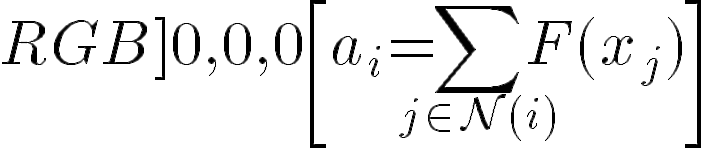 RGB]0,0,0[a_i=\sum_{j \in \mathcal{N}(i)} F(x_j)]